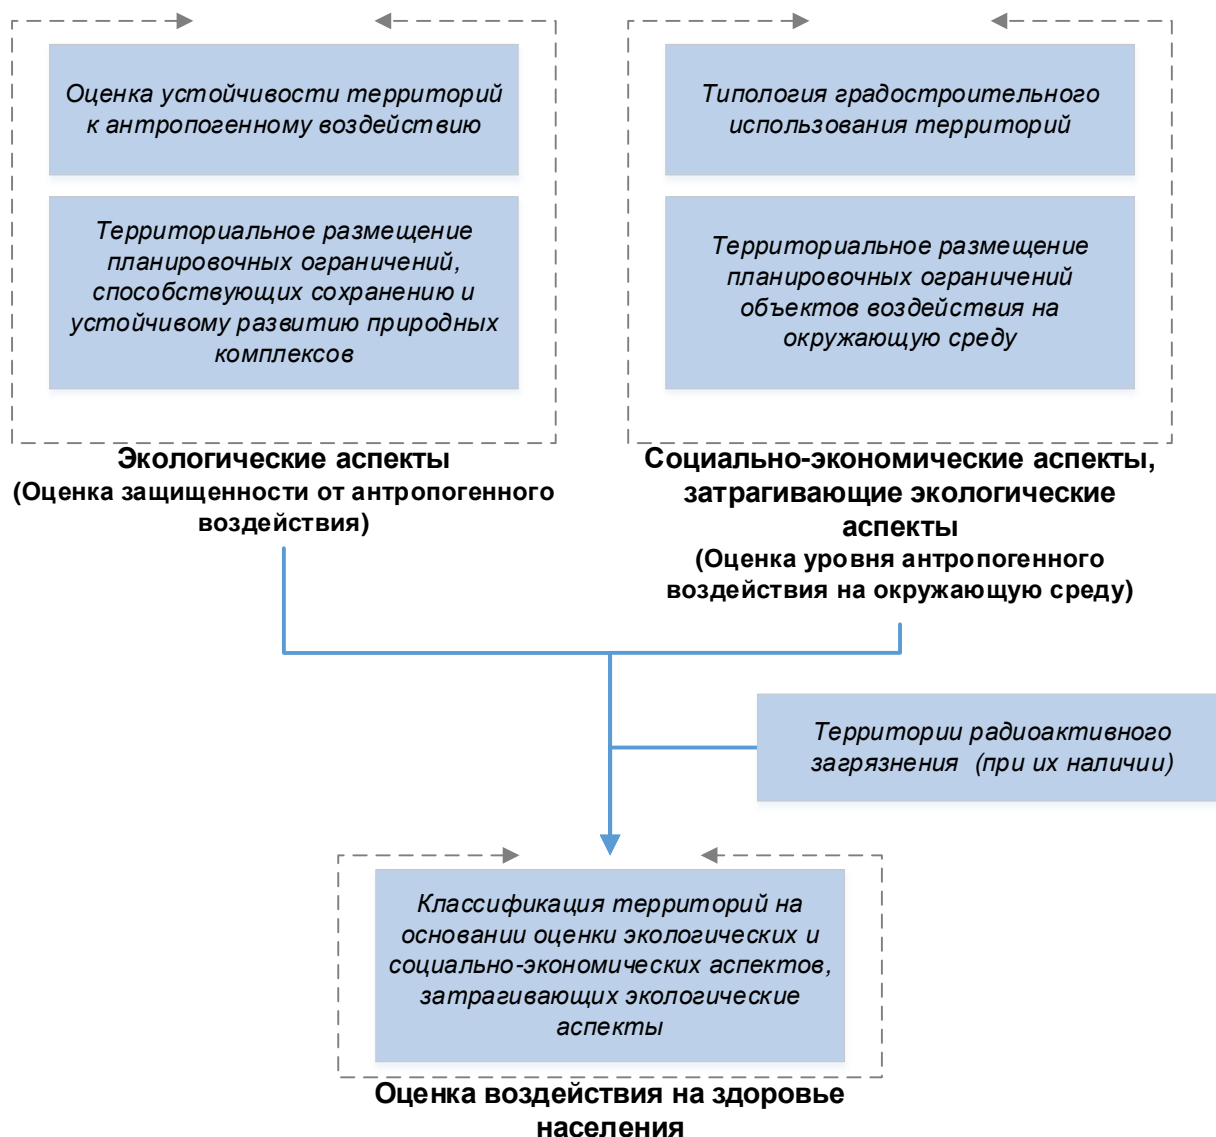 Оценка устойчивости территорий
к антропогенному воздействию
Территориальное размещение
планировочных ограничений,
способствующих сохранению и
устойчивому развитию природных
комплексов
Экологические аспекты
(Оценка защищенности от антропогенного
воздействия)
Типология градостроительного
использования территорий
Территориальное размещение
планировочных ограничений
объектов воздействия на
окружающую среду
Социально-экономические аспекты,
затрагивающие экологические
аспекты
(Оценка уровня антропогенного
воздействия на окружающую среду)
Территории радиоактивного
загрязнения (при их наличии)
Классификация территорий на
основании оценки экологических и
социально-экономических аспектов,
затрагивающих экологические
аспекты
Оценка воздействия на здоровье
населения